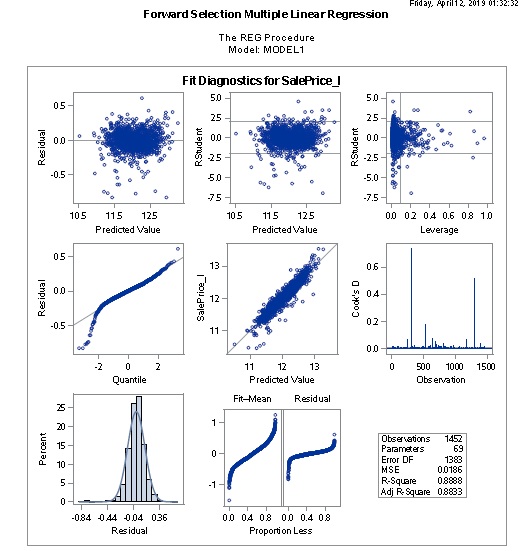 Friday, April 12, 2019 01:32:32
Forward Selection Multiple Linear Regression
The REG Procedure
Model: MODEL1
Fit Diagnostics for SalePrice_l
Residual
0.5
0.0
-0.5
10.5 11.5 12.5
Predicted Value
RStudent
5.0
2.5
0.0
-2.5
-5.0
-7.5
10.5 11.5 12.5
Predicted Value
RStudent
5.0
2.5
0.0
-2.5
-5.0
-7.5
0.0 0.2 0.4 0.6 0.8 1.0
Leverage
Residual
0.5
0.0
-0.5
-2 0 2
Quantile
SalePrice_l
13
12
11
11 12 13
Predicted Value
Cook's D
0.6
0.4
0.2
0.0
0 500 1000 1500
Observation
Percent
25
20
15
10
5
0
-0.84 -0.44 -0.04 0.36
Residual
Fit–Mean Residual
1
0
-1
0.0 0.4 0.8 0.0 0.4 0.8
Proportion Less
Observations 1452
Parameters 69
Error DF 1383
MSE 0.0186
R-Square 0.8888
Adj R-Square 0.8833